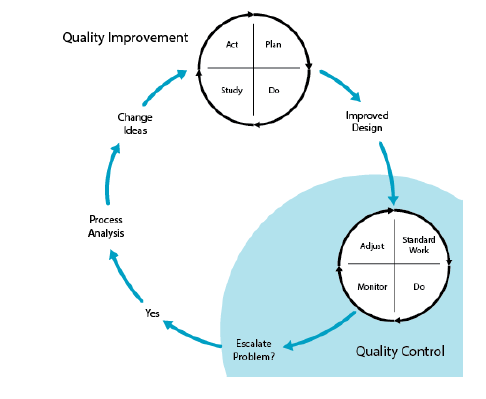 Quality Improvement
Act
Plan
Study
Do
Change
Ideas
Improved
Design
Process
Analysis
Adjust
Standard
Work
Monitor
Do
Yes
Escalate
Problem?
Quality Control